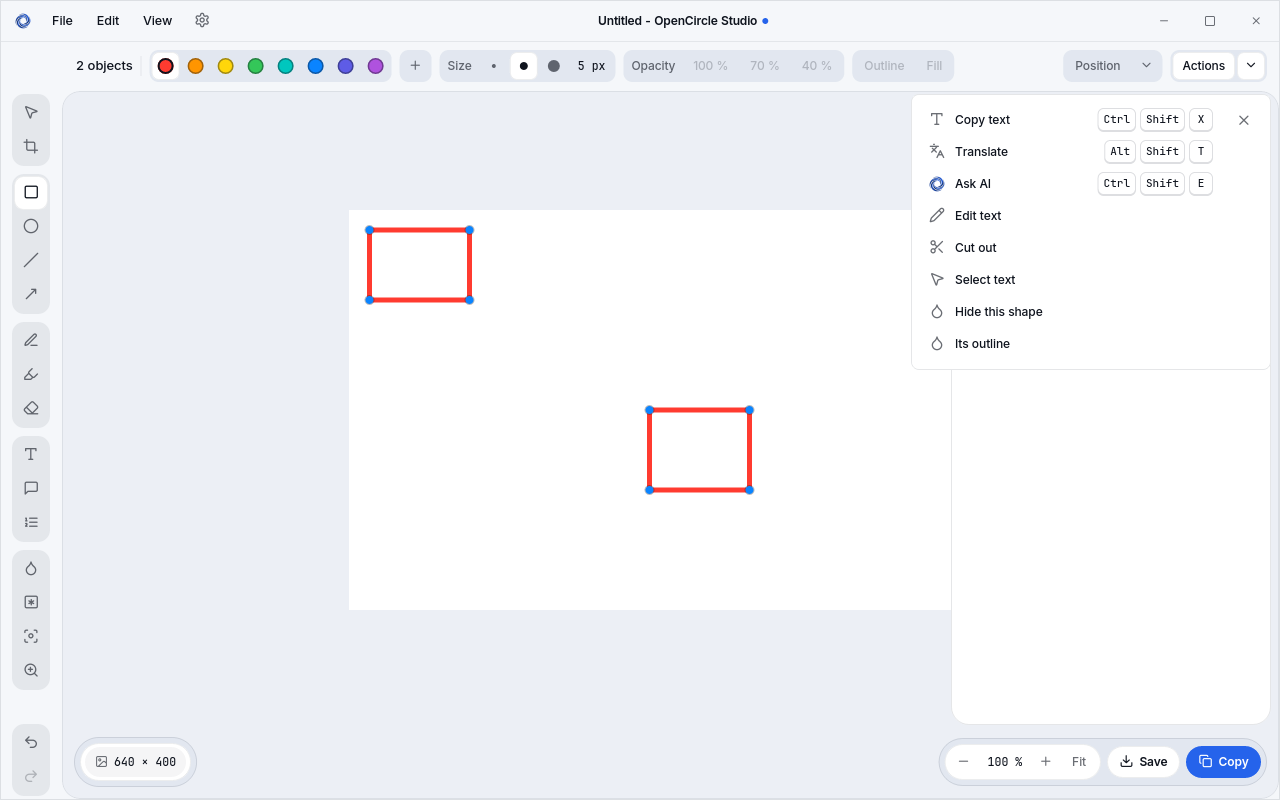 File Edit View
Untitled - OpenCircle Studio
2 objects
Size
5 px
Opacity 100 % 70 % 40 %
Outline Fill
Position
Actions
Copy text Ctrl Shift X
Translate Alt Shift T
Ask AI Ctrl Shift E
Edit text
Cut out
Select text
Hide this shape
Its outline
640 × 400
100 %
Fit
Save
Copy